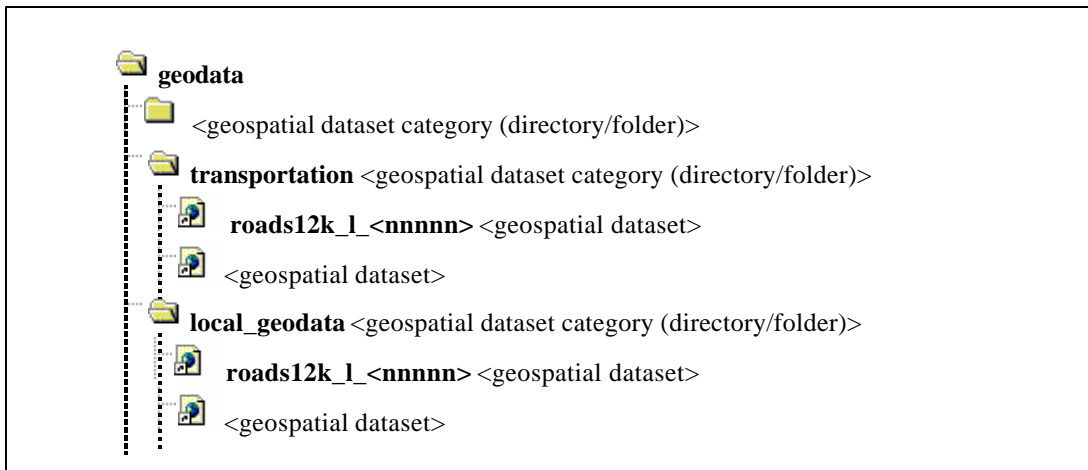 geodata
<geospatial dataset category (directory/folder)>
transportation <geospatial dataset category (directory/folder)>
roads12k_l_<nnnnn> <geospatial dataset>
<geospatial dataset>
local_geodata <geospatial dataset category (directory/folder)>
roads12k_l_<nnnnn> <geospatial dataset>
<geospatial dataset>